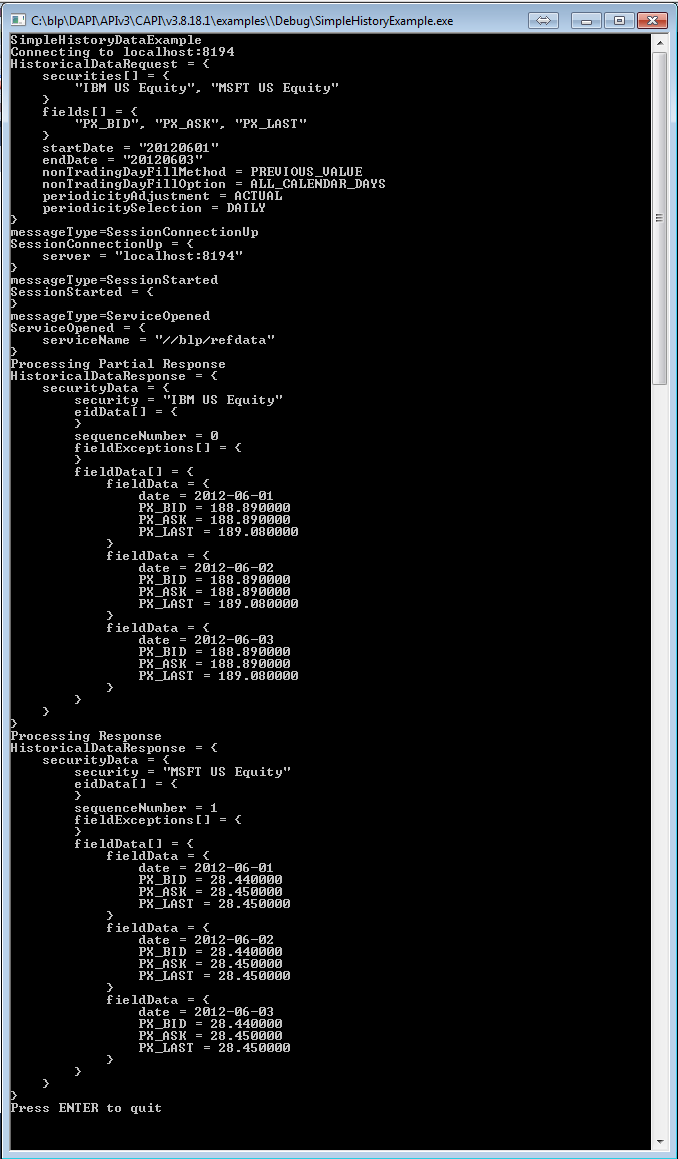 C:\blp\DAPI\APIv3\CAPI\v3.8.18.1\examples\\Debug\SimpleHistoryExample.exe
SimpleHistoryDataExample
Connecting to localhost:8194
HistoricalDataRequest = {
    securities[] = {
        "IBM US Equity", "MSFT US Equity"
    }
    fields[] = {
        "PX_BID", "PX_ASK", "PX_LAST"
    }
    startDate = "20120601"
    endDate = "20120603"
    nonTradingDayFillMethod = PREVIOUS_VALUE
    nonTradingDayFillOption = ALL_CALENDAR_DAYS
    periodicityAdjustment = ACTUAL
    periodicitySelection = DAILY
}
messageType=SessionConnectionUp
SessionConnectionUp = {
    server = "localhost:8194"
}
messageType=SessionStarted
SessionStarted = {
}
messageType=ServiceOpened
ServiceOpened = {
    serviceName = "//blp/refdata"
}
Processing Partial Response
HistoricalDataResponse = {
    securityData = {
        security = "IBM US Equity"
        eidData[] = {
        }
        sequenceNumber = 0
        fieldExceptions[] = {
        }
        fieldData[] = {
            fieldData = {
                date = 2012-06-01
                PX_BID = 188.890000
                PX_ASK = 188.890000
                PX_LAST = 189.080000
            }
            fieldData = {
                date = 2012-06-02
                PX_BID = 188.890000
                PX_ASK = 188.890000
                PX_LAST = 189.080000
            }
            fieldData = {
                date = 2012-06-03
                PX_BID = 188.890000
                PX_ASK = 188.890000
                PX_LAST = 189.080000
            }
        }
    }
}
Processing Response
HistoricalDataResponse = {
    securityData = {
        security = "MSFT US Equity"
        eidData[] = {
        }
        sequenceNumber = 1
        fieldExceptions[] = {
        }
        fieldData[] = {
            fieldData = {
                date = 2012-06-01
                PX_BID = 28.440000
                PX_ASK = 28.450000
                PX_LAST = 28.450000
            }
            fieldData = {
                date = 2012-06-02
                PX_BID = 28.440000
                PX_ASK = 28.450000
                PX_LAST = 28.450000
            }
            fieldData = {
                date = 2012-06-03
                PX_BID = 28.440000
                PX_ASK = 28.450000
                PX_LAST = 28.450000
            }
        }
    }
}
Press ENTER to quit